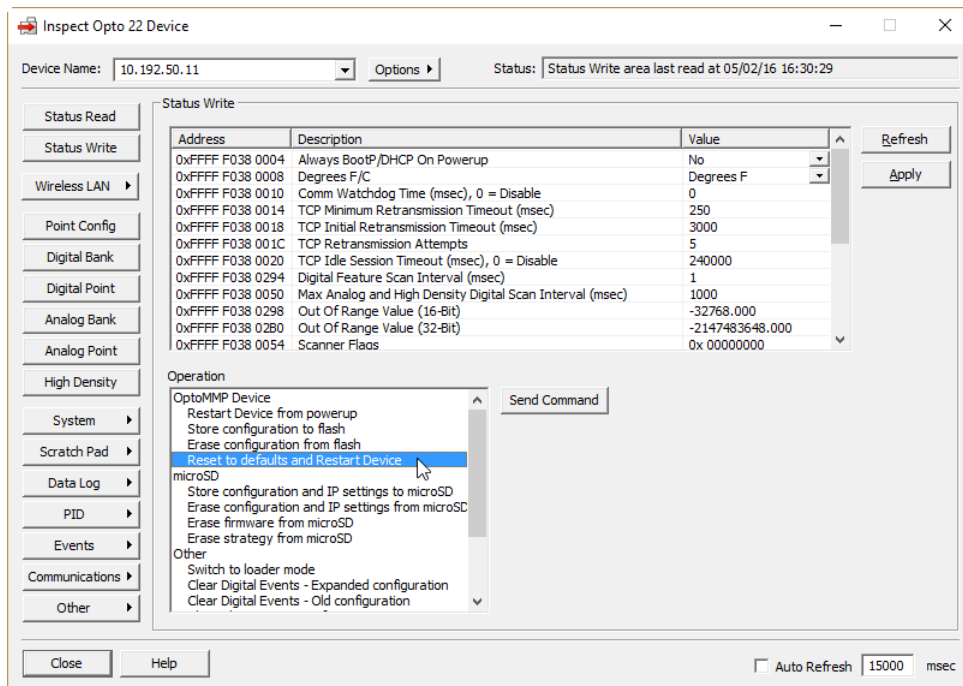 Inspect Opto 22 Device
Device Name: 10.192.50.11 Options Status: Status Write area last read at 05/02/16 16:30:29
Status Read
Status Write
Wireless LAN
Point Config
Digital Bank
Digital Point
Analog Bank
Analog Point
High Density
System
Scratch Pad
Data Log
PID
Events
Communications
Other
Status Write
Address Description Value
0xFFFF F038 0004 Always BootP/DHCP On Powerup No
0xFFFF F038 0008 Degrees F/C Degrees F
0xFFFF F038 0010 Comm Watchdog Time (msec), 0 = Disable 0
0xFFFF F038 0014 TCP Minimum Retransmission Timeout (msec) 250
0xFFFF F038 0018 TCP Initial Retransmission Timeout (msec) 3000
0xFFFF F038 001C TCP Retransmission Attempts 5
0xFFFF F038 0020 TCP Idle Session Timeout (msec), 0 = Disable 240000
0xFFFF F038 0294 Digital Feature Scan Interval (msec) 1
0xFFFF F038 0050 Max Analog and High Density Digital Scan Interval (msec) 1000
0xFFFF F038 0298 Out Of Range Value (16-Bit) -32768.000
0xFFFF F038 02B0 Out Of Range Value (32-Bit) -2147483648.000
0xFFFF F038 0054 Scanner Flags 0x 00000000
Refresh
Apply
Operation
OptoMMP Device
Restart Device from powerup
Store configuration to flash
Erase configuration from flash
Reset to defaults and Restart Device
microSD
Store configuration and IP settings to microSD
Erase configuration and IP settings from microSD
Erase firmware from microSD
Erase strategy from microSD
Other
Switch to loader mode
Clear Digital Events - Expanded configuration
Clear Digital Events - Old configuration
Send Command
Close Help Auto Refresh 15000 msec